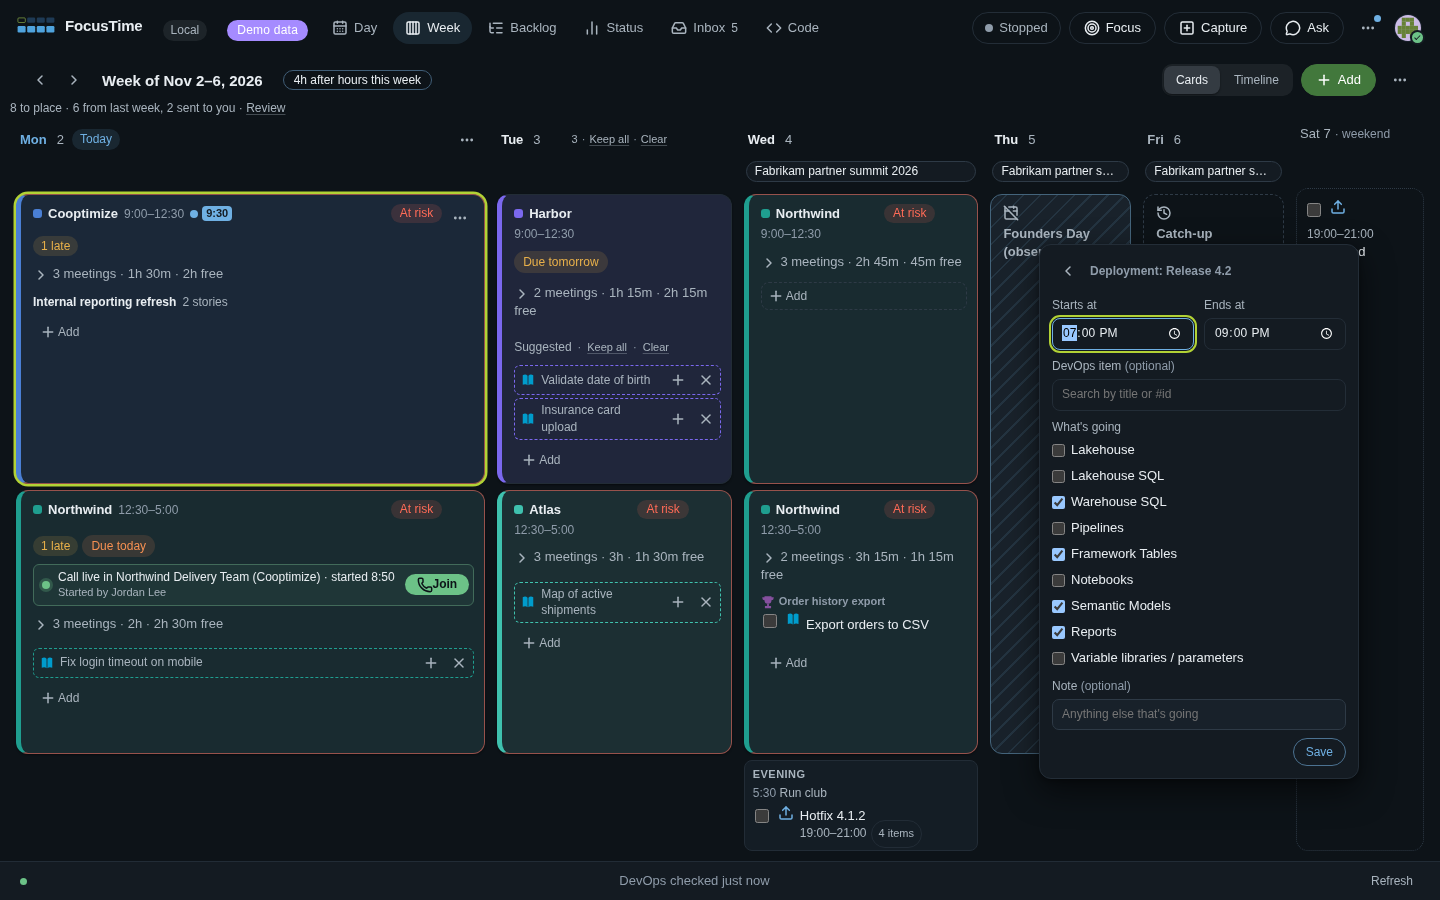 FocusTime
Local
Demo data
Day
Week
Backlog
Status
Inbox 5
Code
Stopped
Focus
Capture
Ask
Week of Nov 2–6, 2026
4h after hours this week
Cards
Timeline
Add
8 to place · 6 from last week, 2 sent to you · Review
Mon 2 Today
Tue 3
3 · Keep all · Clear
Wed 4
Thu 5
Fri 6
Sat 7 · weekend
Fabrikam partner summit 2026
Fabrikam partner s…
Fabrikam partner s…
Cooptimize 9:00–12:30 9:30
At risk
1 late
3 meetings · 1h 30m · 2h free
Internal reporting refresh 2 stories
Add
Harbor
9:00–12:30
Due tomorrow
2 meetings · 1h 15m · 2h 15m
free
Suggested · Keep all · Clear
Validate date of birth
Insurance card
upload
Add
Northwind
At risk
9:00–12:30
3 meetings · 2h 45m · 45m free
Add
Founders Day
(obser
Catch-up
19:00–21:00
d
Northwind 12:30–5:00
At risk
1 late
Due today
Call live in Northwind Delivery Team (Cooptimize) · started 8:50
Started by Jordan Lee
Join
3 meetings · 2h · 2h 30m free
Fix login timeout on mobile
Add
Atlas
At risk
12:30–5:00
3 meetings · 3h · 1h 30m free
Map of active
shipments
Add
Northwind
At risk
12:30–5:00
2 meetings · 3h 15m · 1h 15m
free
Order history export
Export orders to CSV
Add
EVENING
5:30 Run club
Hotfix 4.1.2
19:00–21:00 4 items
Deployment: Release 4.2
Starts at
Ends at
07:00 PM
09:00 PM
DevOps item (optional)
Search by title or #id
What's going
Lakehouse
Lakehouse SQL
Warehouse SQL
Pipelines
Framework Tables
Notebooks
Semantic Models
Reports
Variable libraries / parameters
Note (optional)
Anything else that's going
Save
DevOps checked just now
Refresh